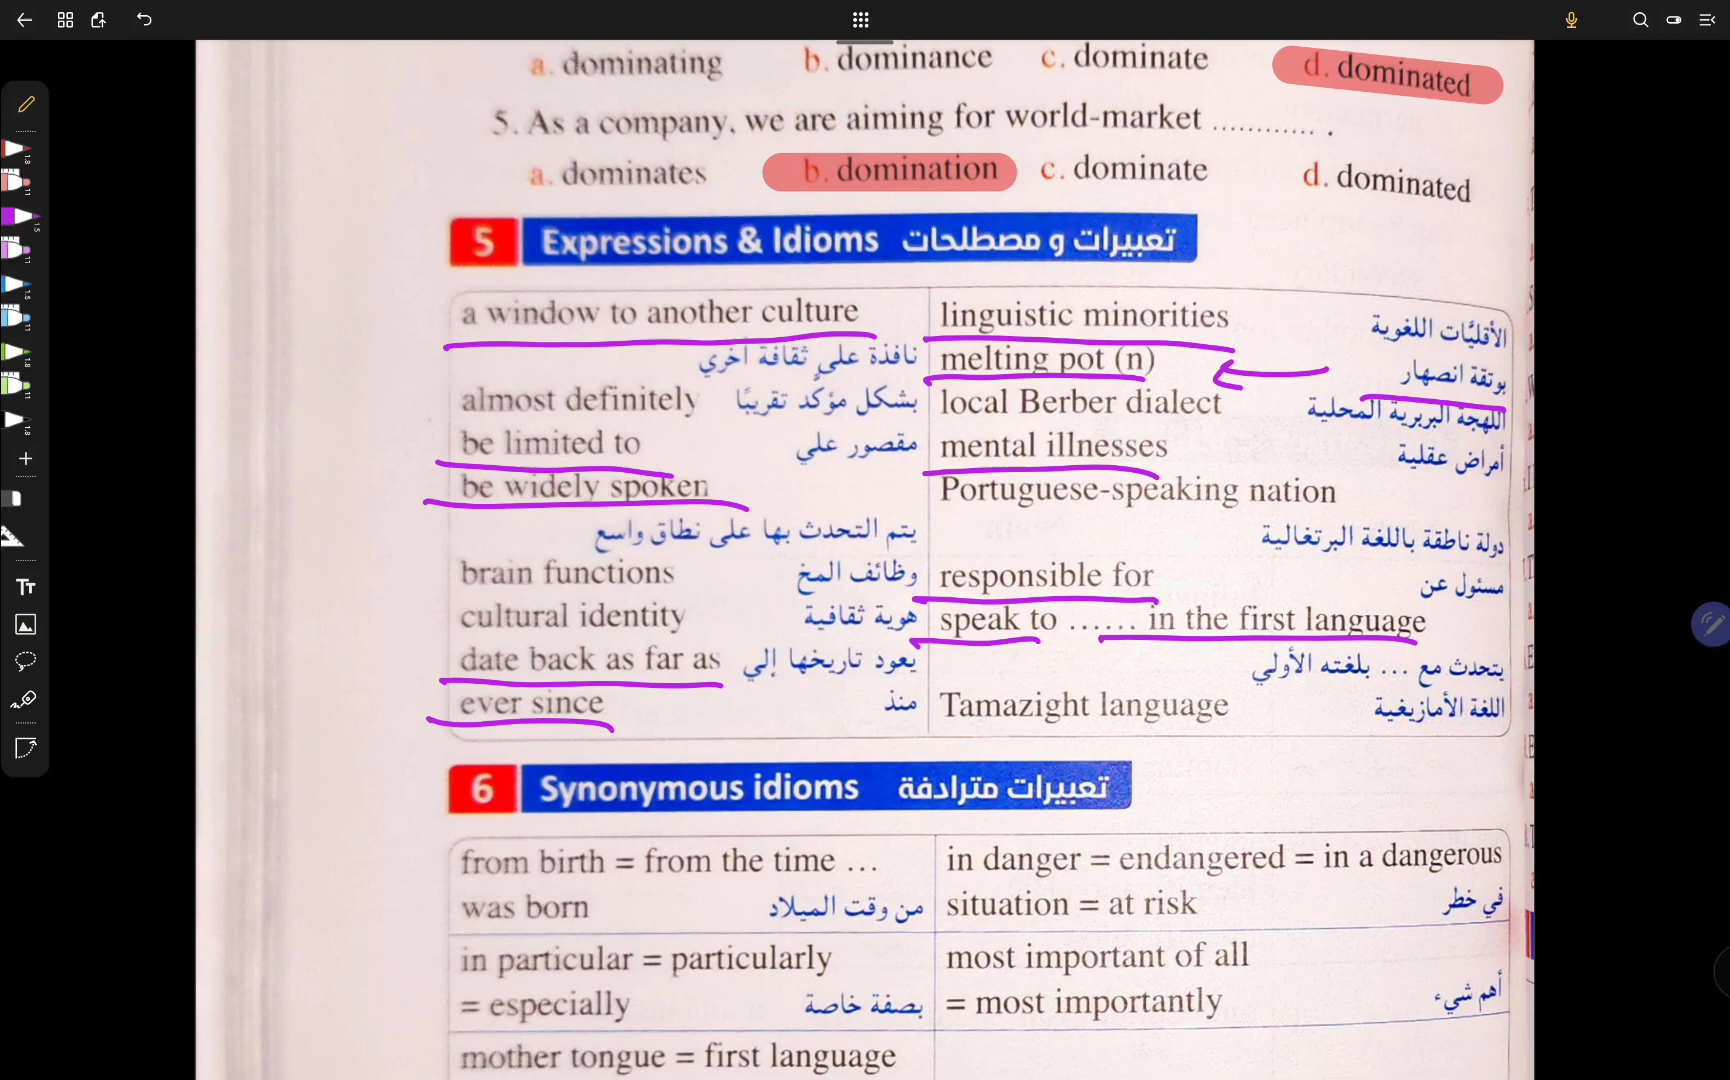 a. dominating b. dominance c. dominate d. dominated
5. As a company, we are aiming for world-market ............ .
a. dominates b. domination c. dominate d. dominated
5 Expressions & Idioms تعبيرات و مصطلحات
a window to another culture
نافذة على ثقافة أخري
almost definitely بشكل مؤكد تقريبًا
be limited to مقصور علي
be widely spoken
يتم التحدث بها على نطاق واسع
brain functions وظائف المخ
cultural identity هوية ثقافية
date back as far as يعود تاريخها إلي
ever since منذ
linguistic minorities الأقليَّات اللغوية
melting pot (n) بوتقة انصهار
local Berber dialect اللهجة البربرية المحلية
mental illnesses أمراض عقلية
Portuguese-speaking nation
دولة ناطقة باللغة البرتغالية
responsible for مسئول عن
speak to ...... in the first language
يتحدث مع ... بلغته الأولي
Tamazight language اللغة الأمازيغية
6 Synonymous idioms تعبيرات مترادفة
from birth = from the time ...
was born من وقت الميلاد
in danger = endangered = in a dangerous
situation = at risk في خطر
in particular = particularly
= especially بصفة خاصة
most important of all
= most importantly أهم شيء
mother tongue = first language